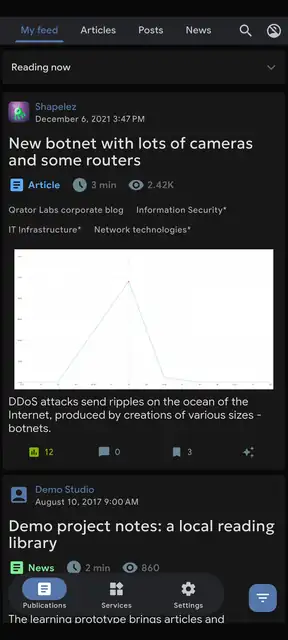 My feed Articles Posts News
Reading now
Shapelez
December 6, 2021 3:47 PM
New botnet with lots of cameras
and some routers
Article 3 min 2.42K
Qrator Labs corporate blog Information Security*
IT Infrastructure* Network technologies*
DDoS attacks send ripples on the ocean of the
Internet, produced by creations of various sizes -
botnets.
12 0 3
Demo Studio
August 10, 2017 9:00 AM
Demo project notes: a local reading
library
News 2 min 860
Publications Services Settings
The learning prototype brings articles and